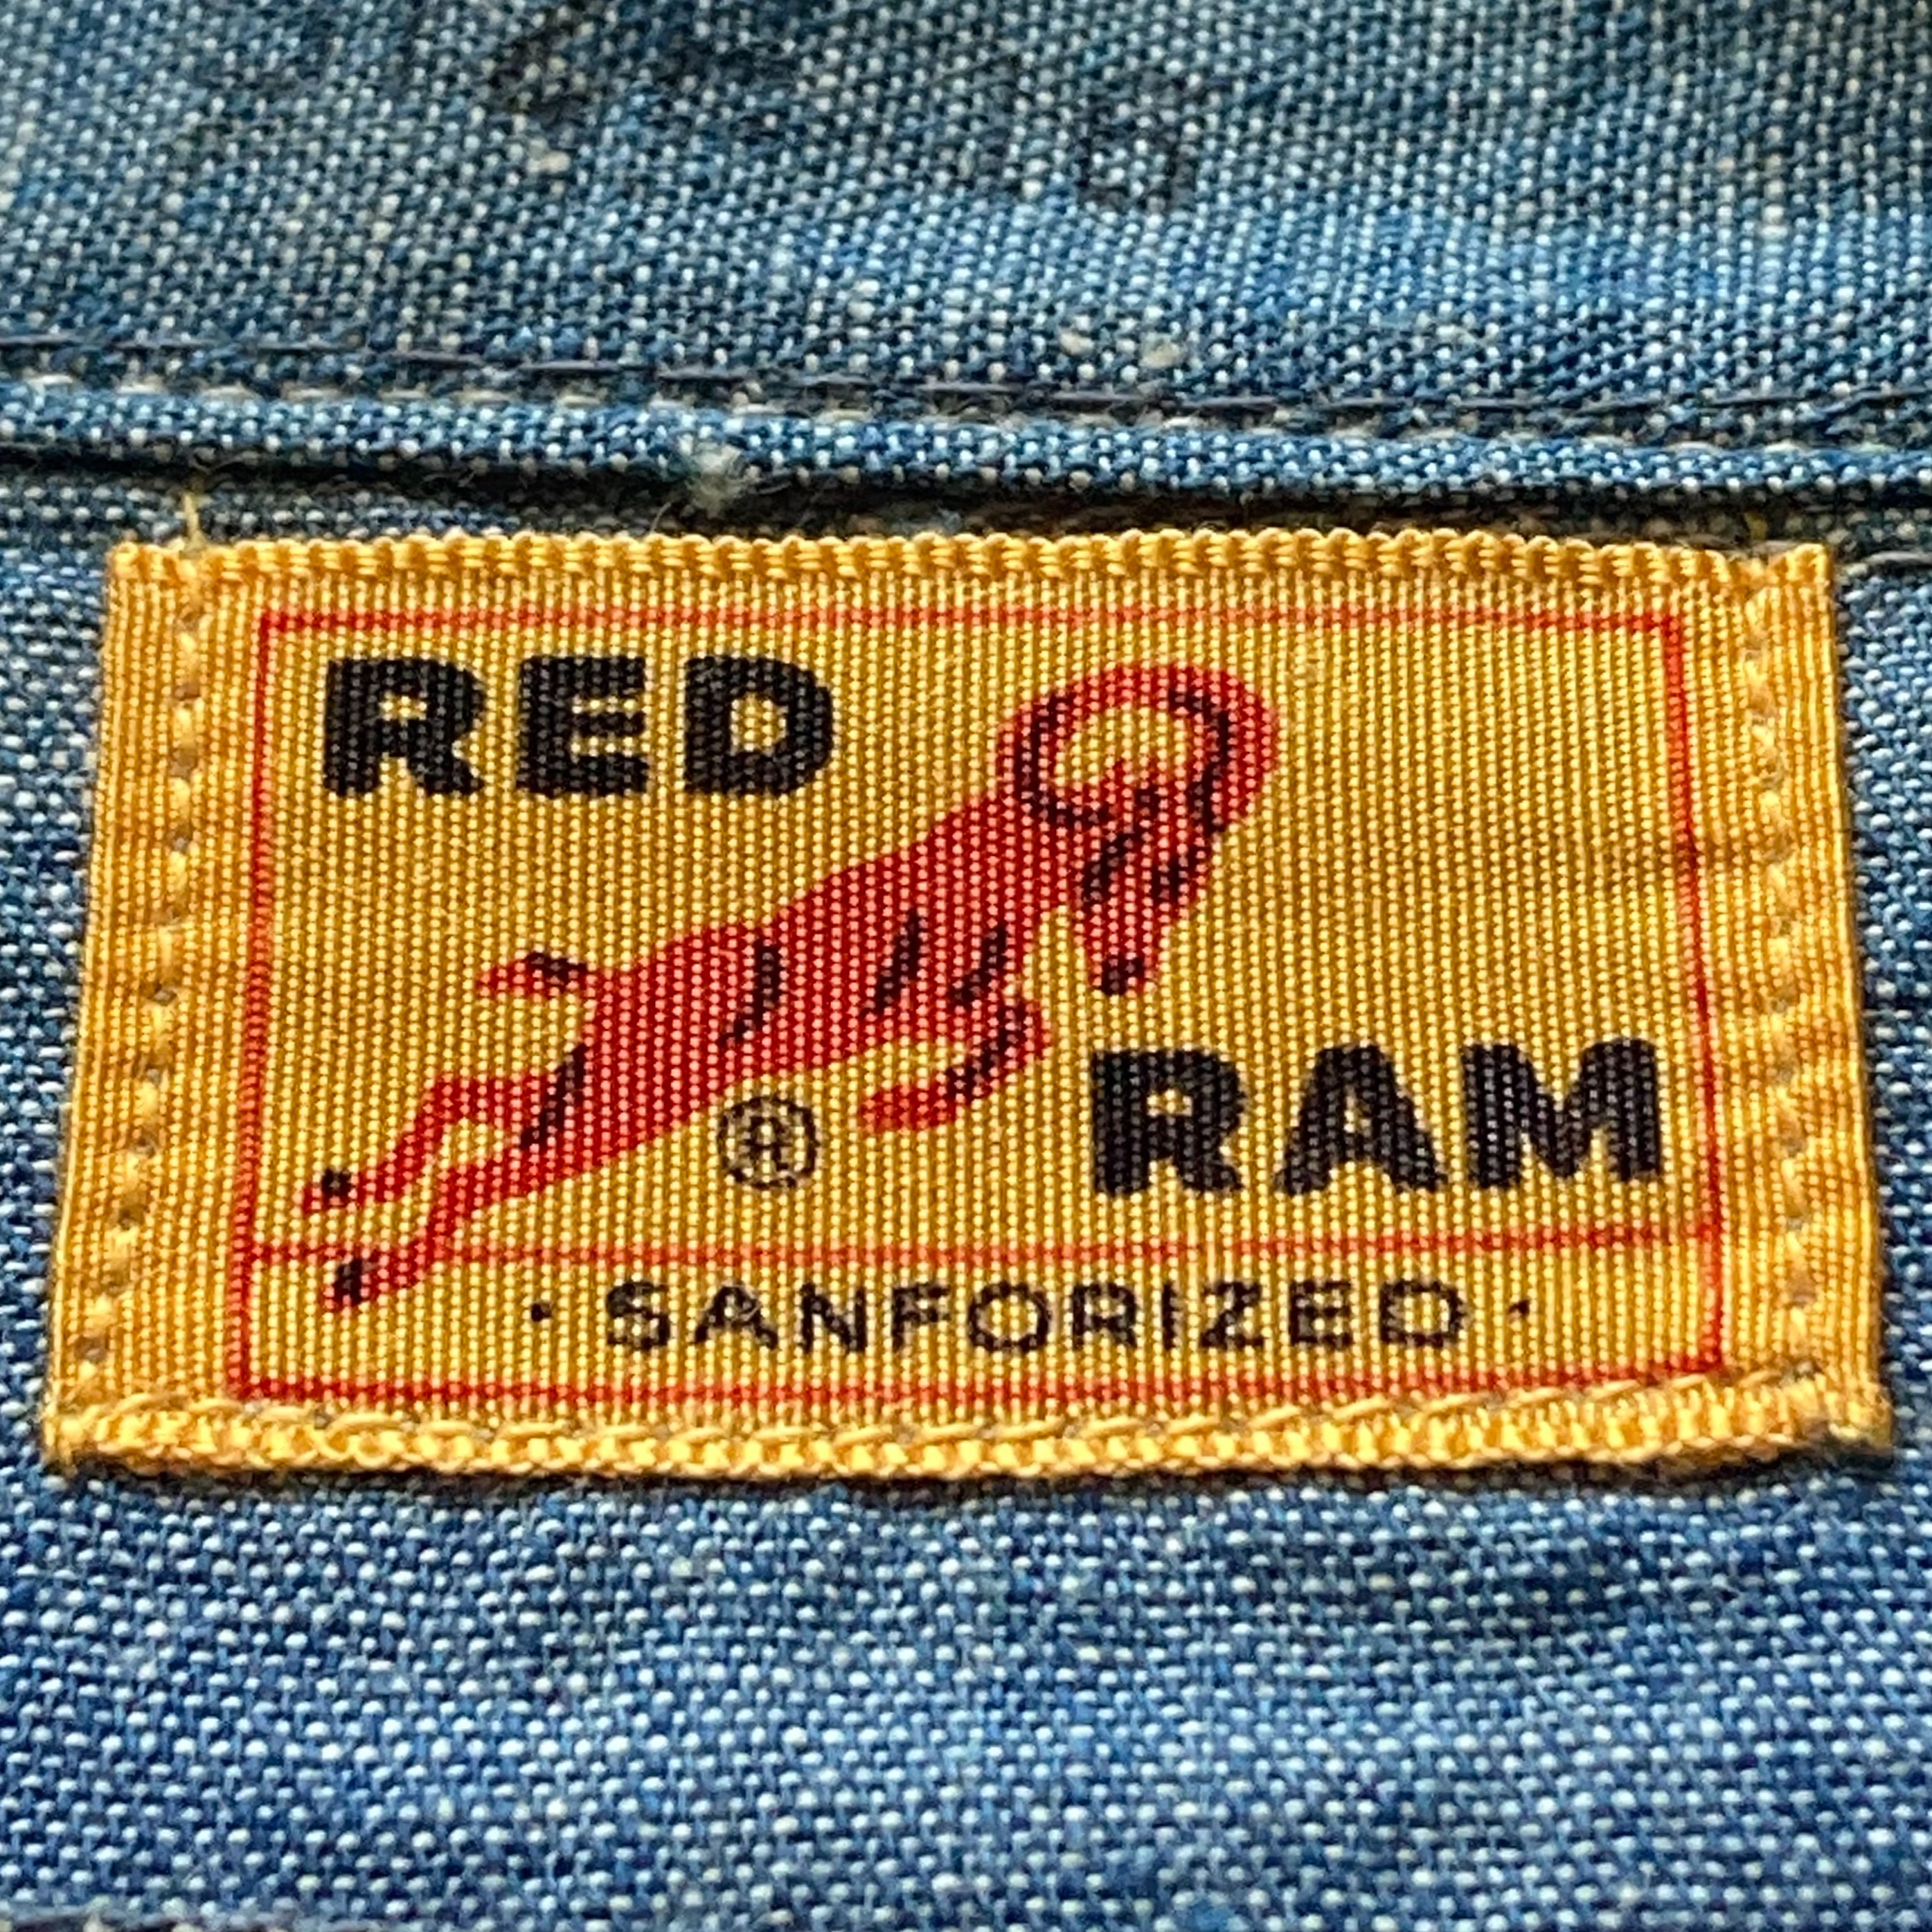 RED
RAM
®
· SANFORIZED ·